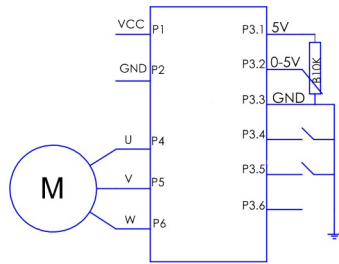 VCC P1 P3.1 5V
P3.2 0-5V
B10K
GND P2
P3.3 GND
P3.4
U P4
M V P5 P3.5
W P6 P3.6